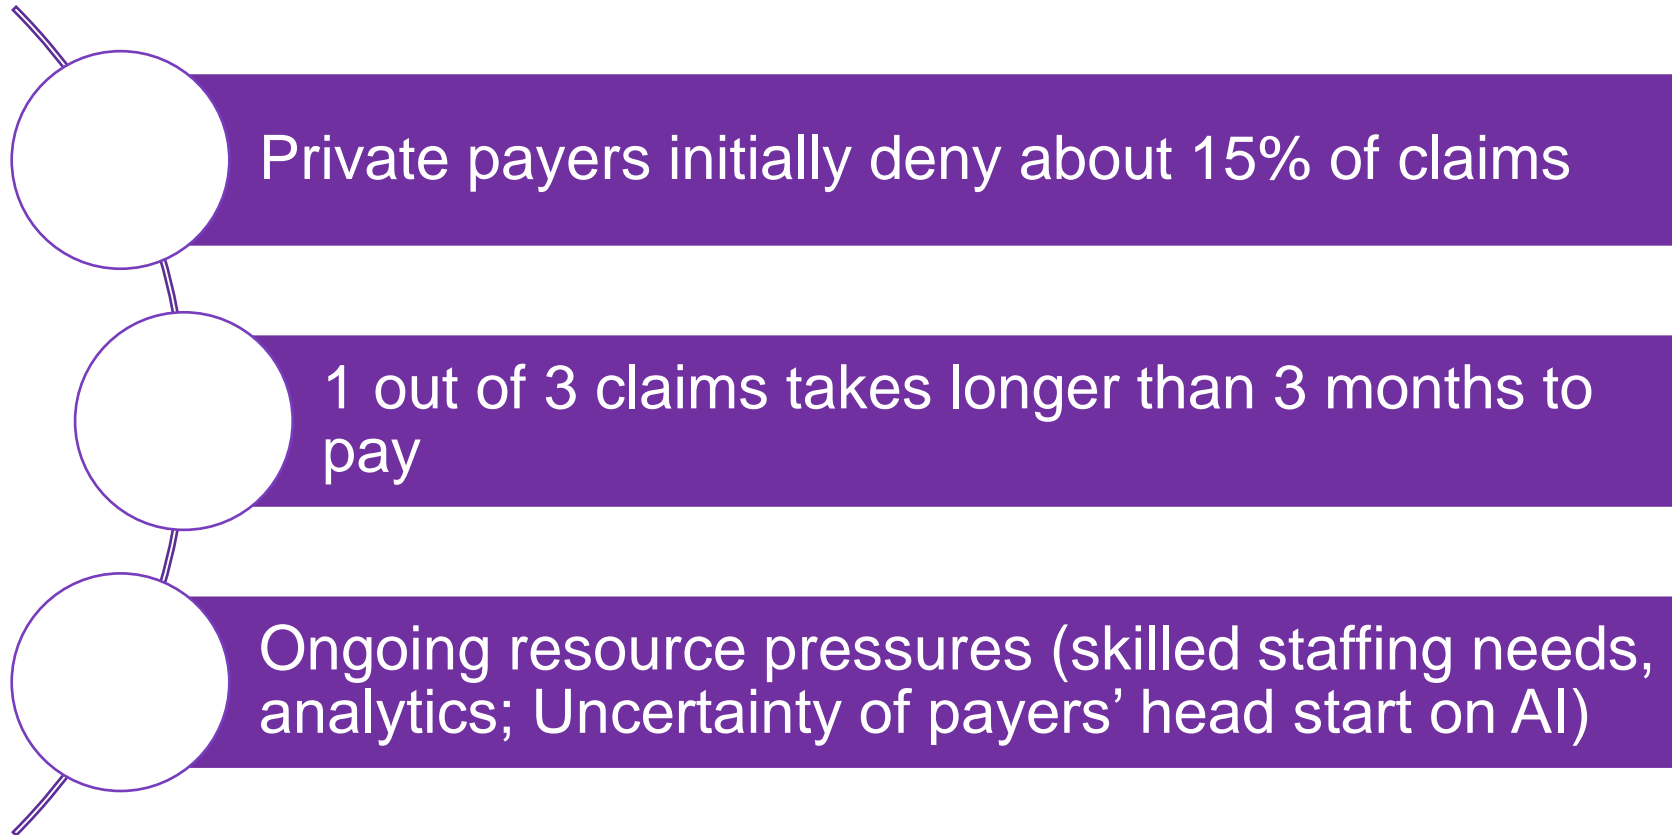 Private payers initially deny about 15% of claims
1 out of 3 claims takes longer than 3 months to
pay
Ongoing resource pressures (skilled staffing needs,
analytics; Uncertainty of payers’ head start on AI)